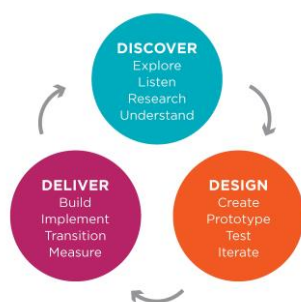 DISCOVER
Explore
Listen
Research
Understand
DESIGN
Create
Prototype
Test
Iterate
DELIVER
Build
Implement
Transition
Measure